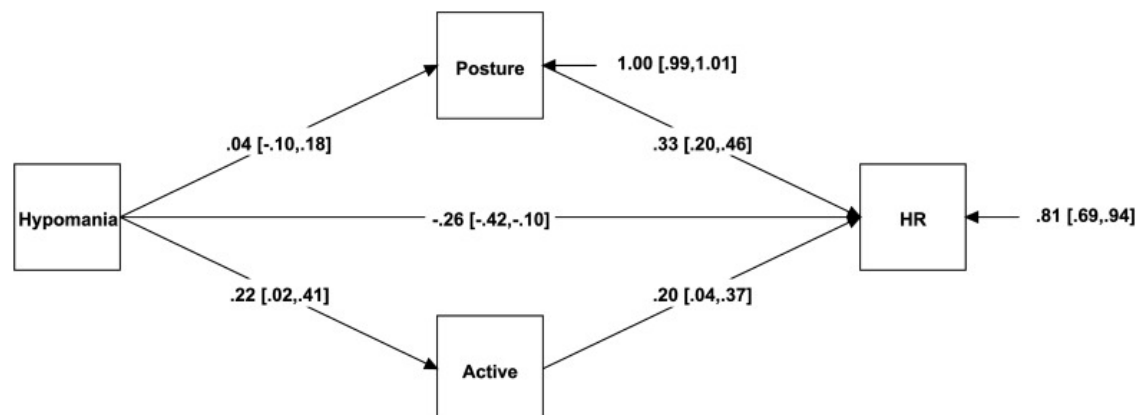 Posture
1.00 [.99,1.01]
.04 [-.10,.18]
.33 [.20,.46]
Hypomania
-.26 [-.42,-.10]
HR
.81 [.69,.94]
.22 [.02,.41]
.20 [.04,.37]
Active